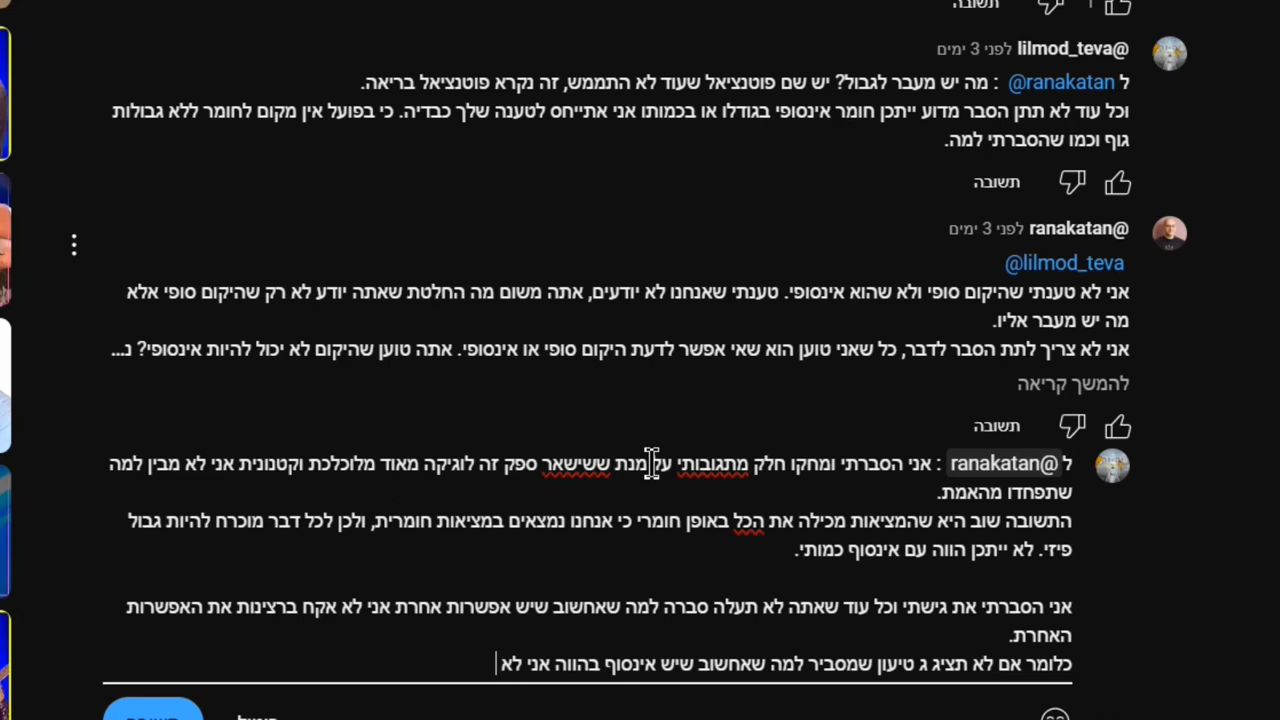 תשובה
1
@lilmod_teva לפני 3 ימים
ל @ranakatan : מה יש מעבר לגבול? יש שם פוטנציאל שעוד לא התממש, זה נקרא פוטנציאל בריאה.
וכל עוד לא תתן הסבר מדוע ייתכן חומר אינסופי בגודלו או בכמותו אני אתייחס לטענה שלך כבדיה. כי בפועל אין מקום לחומר ללא גבולות
גוף וכמו שהסברתי למה.
תשובה
@ranakatan לפני 3 ימים
@lilmod_teva
אני לא טענתי שהיקום סופי ולא שהוא אינסופי. טענתי שאנחנו לא יודעים, אתה משום מה החלטת שאתה יודע לא רק שהיקום סופי אלא
מה יש מעבר אליו.
אני לא צריך לתת הסבר לדבר, כל שאני טוען הוא שאי אפשר לדעת היקום סופי או אינסופי. אתה טוען שהיקום לא יכול להיות אינסופי? נ...
להמשך קריאה
תשובה
ל @ranakatan : אני הסברתי ומחקו חלק מתגובותי על מנת ששישאר ספק זה לוגיקה מאוד מלוכלכת וקטנונית אני לא מבין למה
שתפחדו מהאמת.
התשובה שוב היא שהמציאות מכילה את הכל באופן חומרי כי אנחנו נמצאים במציאות חומרית, ולכן לכל דבר מוכרח להיות גבול
פיזי. לא ייתכן הווה עם אינסוף כמותי.
אני הסברתי את גישתי וכל עוד שאתה לא תעלה סברה למה שאחשוב שיש אפשרות אחרת אני לא אקח ברצינות את האפשרות
האחרת.
כלומר אם לא תציג ג טיעון שמסביר למה שאחשוב שיש אינסוף בהווה אני לא